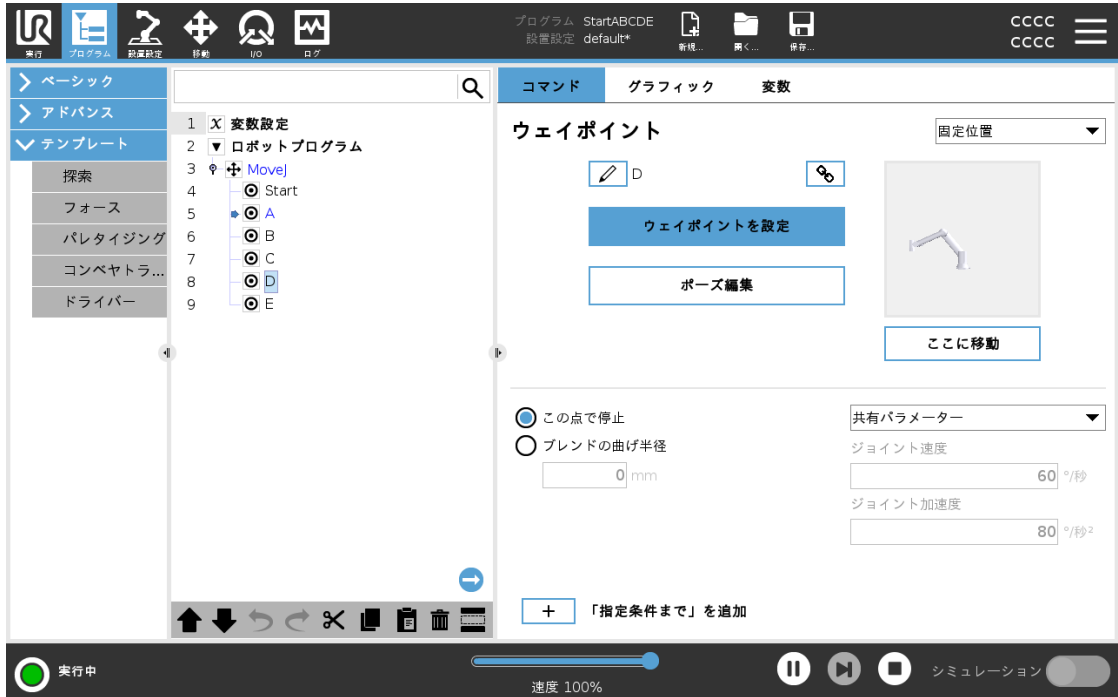 UR
実行
プログラム
設置設定
移動
I/O
ログ
プログラム StartABCDE
設置設定 default*
新規...
開く...
保存...
CCCC
CCCC
ベーシック
アドバンス
テンプレート
探索
フォース
パレタイジング
コンベヤトラ...
ドライバー
1 X 変数設定
2 ロボットプログラム
3 MoveJ
4 Start
5 A
6 B
7 C
8 D
9 E
コマンド グラフィック 変数
ウェイポイント
固定位置
D
ウェイポイントを設定
ポーズ編集
ここに移動
この点で停止
ブレンドの曲げ半径
0 mm
共有パラメーター
ジョイント速度
60 °/秒
ジョイント加速度
80 °/秒²
+ 「指定条件まで」を追加
実行中
速度 100%
シミュレーション